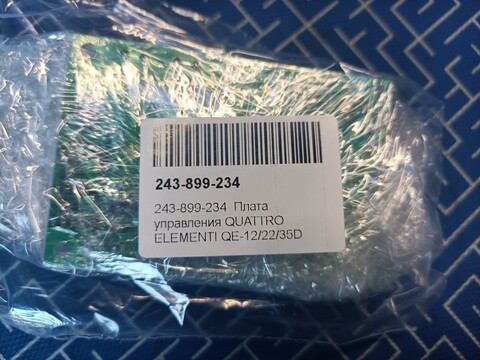 243-899-234
243-899-234 Плата
управления QUATTRO
ELEMENTI QE-12/22/35D